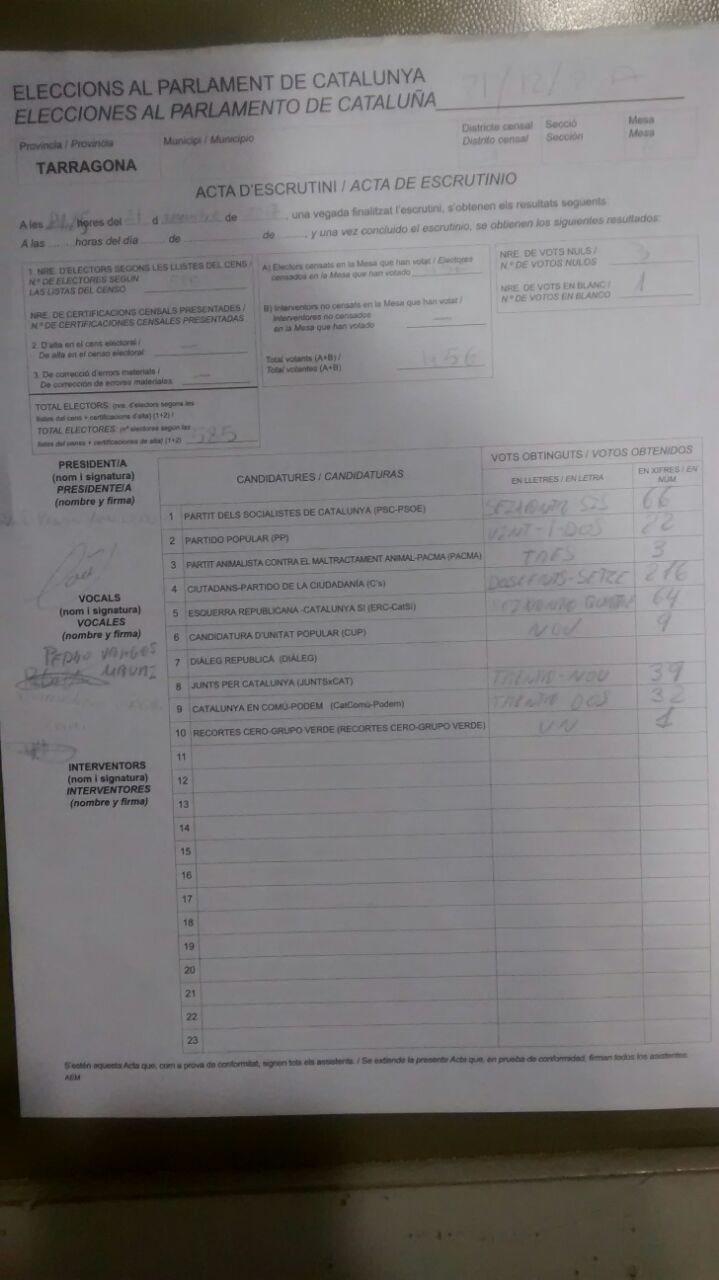 ELECCIONS AL PARLAMENT DE CATALUNYA
ELECCIONES AL PARLAMENTO DE CATALUÑA
Província / Provincia
Municipi / Municipio
Districte censal
Distrito censal
Secció
Sección
Mesa
Mesa
TARRAGONA
ACTA D'ESCRUTINI / ACTA DE ESCRUTINIO
A les hores del d de , una vegada finalitzat l'escrutini, s'obtenen els resultats següents:
A las ..... horas del día ..... de ..... de ....., y una vez concluido el escrutinio, se obtienen los siguientes resultados:
1. NRE. D'ELECTORS SEGONS LES LLISTES DEL CENS /
N.º DE ELECTORES SEGÚN
LAS LISTAS DEL CENSO
NRE. DE CERTIFICACIONS CENSALS PRESENTADES /
N.º DE CERTIFICACIONES CENSALES PRESENTADAS
2. D'alta en el cens electoral /
De alta en el censo electoral:
3. De correcció d'errors materials /
De corrección de errores materiales:
TOTAL ELECTORS: (nre. d'electors segons les
llistes del cens + certificacions d'alta) (1+2) /
TOTAL ELECTORES: (nº electores según las
listas del censo + certificaciones de alta) (1+2) 585
A) Electors censats en la Mesa que han votat / Electores
censados en la Mesa que han votado
B) Interventors no censats en la Mesa que han votat /
Interventores no censados
en la Mesa que han votado
Total votants (A+B) /
Total votantes (A+B) 456
NRE. DE VOTS NULS /
N.º DE VOTOS NULOS 3
NRE. DE VOTS EN BLANC /
N.º DE VOTOS EN BLANCO 1
PRESIDENT/A
(nom i signatura)
PRESIDENTE/A
(nombre y firma)
VOCALS
(nom i signatura)
VOCALES
(nombre y firma)
PEDRO VARGES
INTERVENTORS
(nom i signatura)
INTERVENTORES
(nombre y firma)
CANDIDATURES / CANDIDATURAS
VOTS OBTINGUTS / VOTOS OBTENIDOS
EN LLETRES / EN LETRA
EN XIFRES / EN NÚM
1 PARTIT DELS SOCIALISTES DE CATALUNYA (PSC-PSOE) SEIXANTA SIS 66
2 PARTIDO POPULAR (PP) VINT-I-DOS 22
3 PARTIT ANIMALISTA CONTRA EL MALTRACTAMENT ANIMAL-PACMA (PACMA) TRES 3
4 CIUTADANS-PARTIDO DE LA CIUDADANÍA (C's) DOSCENTS-SETZE 216
5 ESQUERRA REPUBLICANA -CATALUNYA SÍ (ERC-CatSí) SEIXANTA QUATRE 64
6 CANDIDATURA D'UNITAT POPULAR (CUP) NOU 9
7 DIÀLEG REPUBLICÀ (DIÀLEG)
8 JUNTS PER CATALUNYA (JUNTSxCAT) TRENTA-NOU 39
9 CATALUNYA EN COMÚ-PODEM (CatComú-Podem) TRENTA DOS 32
10 RECORTES CERO-GRUPO VERDE (RECORTES CERO-GRUPO VERDE) UN 1
11
12
13
14
15
16
17
18
19
20
21
22
23
S'estén aquesta Acta que, com a prova de conformitat, signen tots els assistents. / Se extiende la presente Acta que, en prueba de conformidad, firman todos los asistentes.
AEM